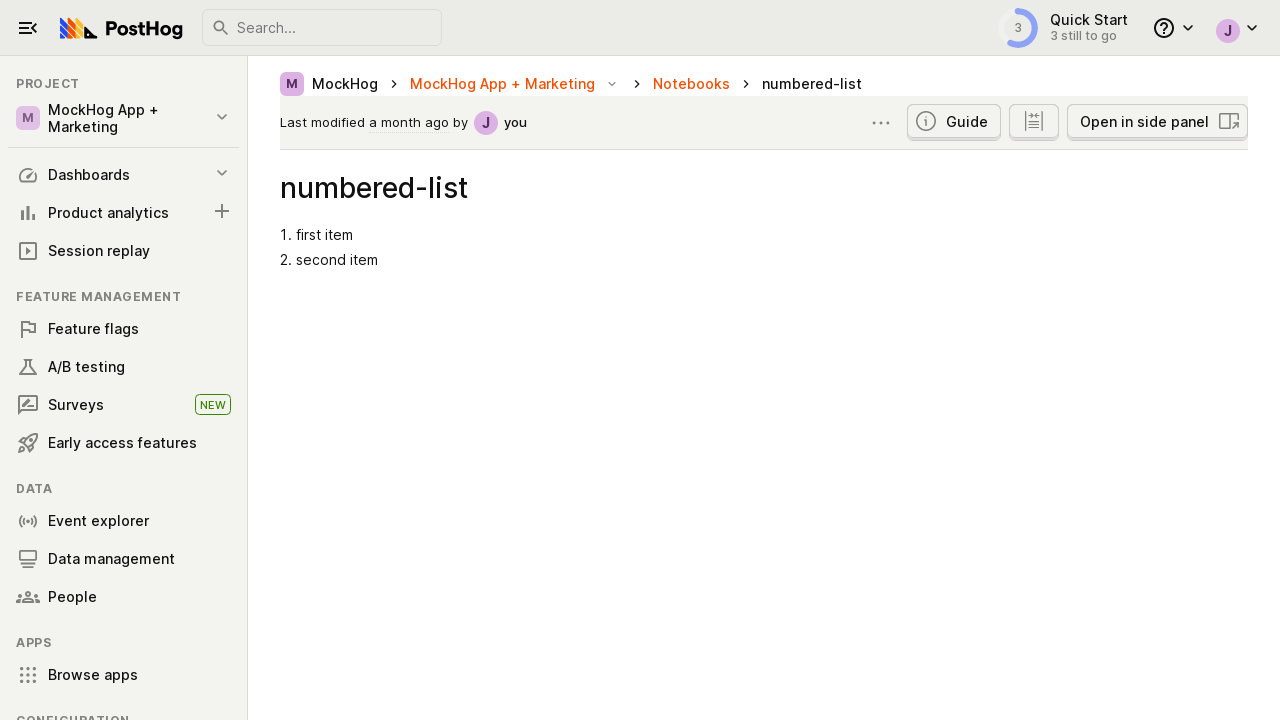 PostHog
Search...
3
Quick Start
3 still to go
J
PROJECT
M
MockHog App +
Marketing
Dashboards
Product analytics
Session replay
FEATURE MANAGEMENT
Feature flags
A/B testing
Surveys
NEW
Early access features
DATA
Event explorer
Data management
People
APPS
Browse apps
CONFIGURATION
M MockHog > MockHog App + Marketing > Notebooks > numbered-list
Last modified a month ago by J you
Guide
Open in side panel
numbered-list
1. first item
2. second item